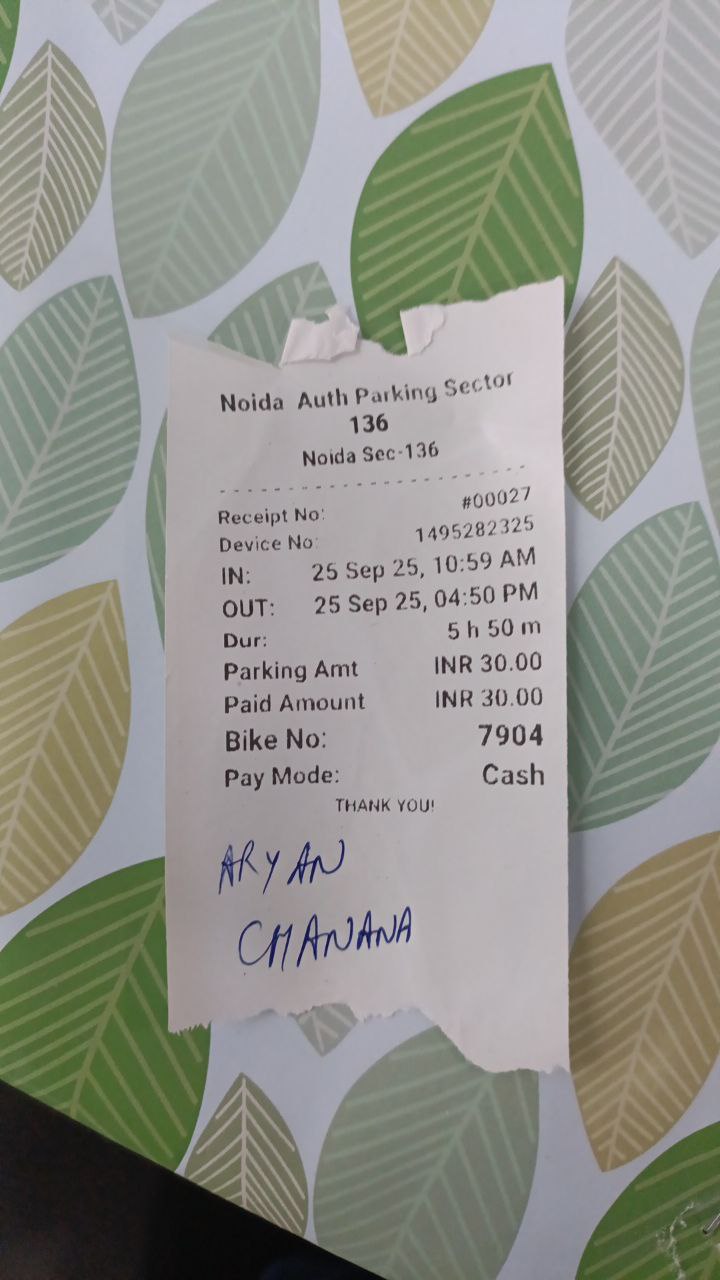 Noida Auth Parking Sector
136
Noida Sec-136
Receipt No: #00027
Device No: 1495282325
IN: 25 Sep 25, 10:59 AM
OUT: 25 Sep 25, 04:50 PM
Dur: 5 h 50 m
Parking Amt INR 30.00
Paid Amount INR 30.00
Bike No: 7904
Pay Mode: Cash
THANK YOU!
ARYAN
CHANANA